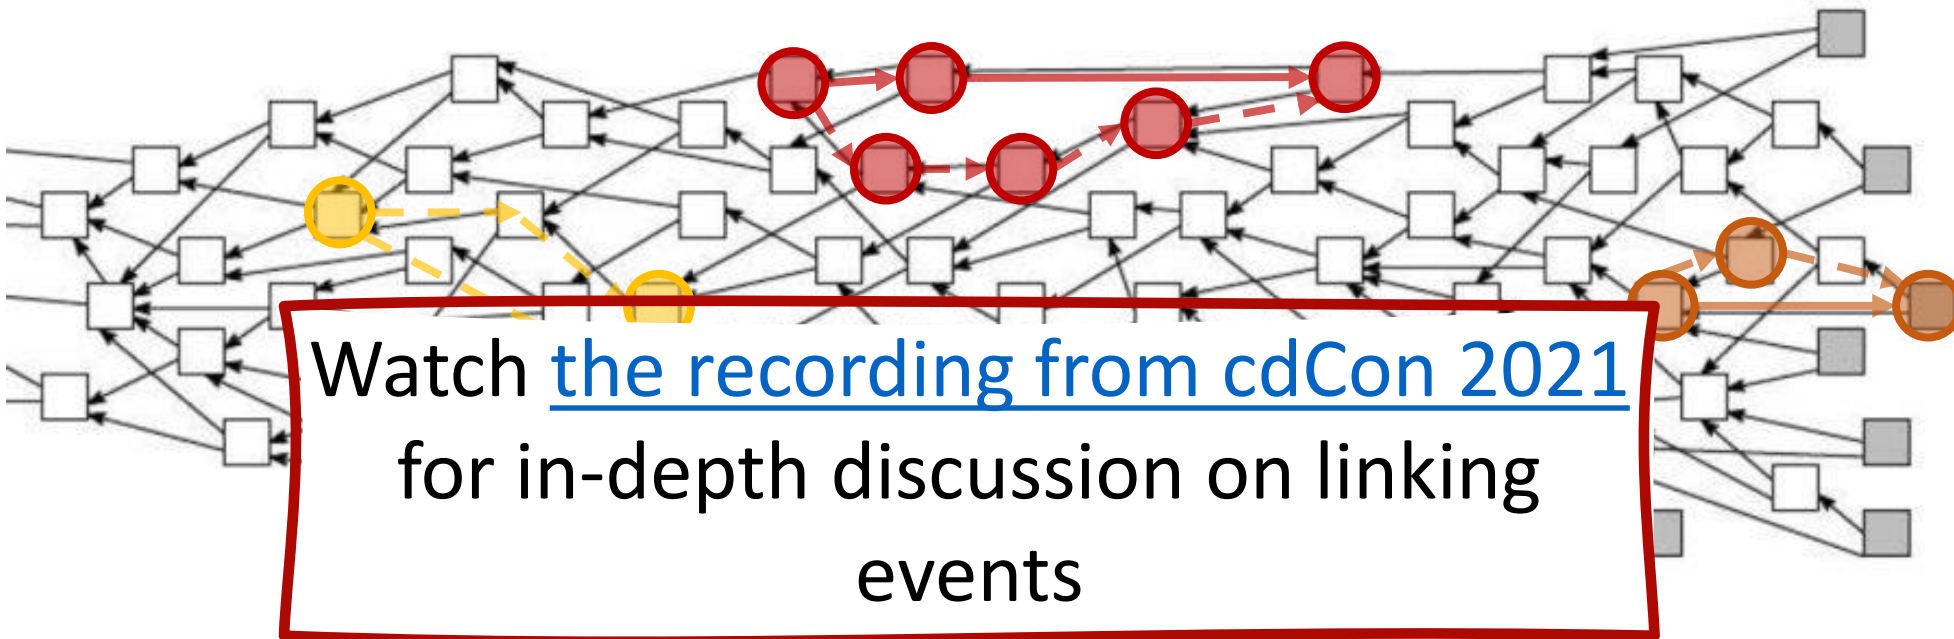 Watch the recording from cdCon 2021
for in-depth discussion on linking
events